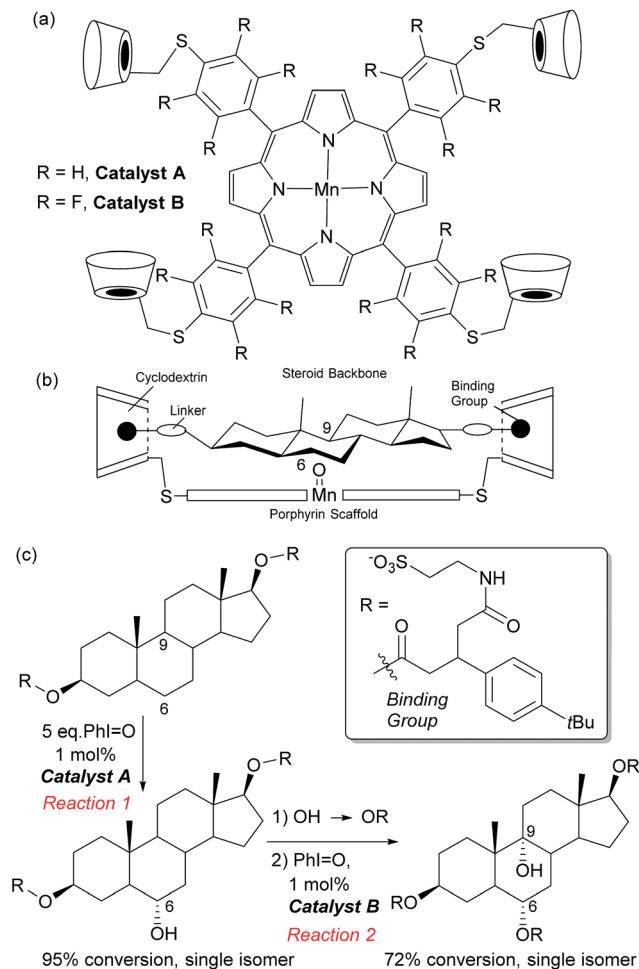 (a)
S
R
R
R
R
S
R
R
R
R
N
N
Mn
N
N
R = H, Catalyst A
R = F, Catalyst B
R
R
R
R
S
R
R
R
R
S
(b)
Cyclodextrin
Steroid Backbone
Binding
Group
Linker
9
6
O
Mn
S
S
Porphyrin Scaffold
(c)
R
O
9
R
O
6
⁻O₃S
NH
R =
O
O
Binding
Group
tBu
5 eq.PhI=O
1 mol%
Catalyst A
Reaction 1
R
O
R
O
6
OH
95% conversion, single isomer
1) OH → OR
2) PhI=O,
1 mol%
Catalyst B
Reaction 2
OR
9
OH
RO
6
OR
72% conversion, single isomer